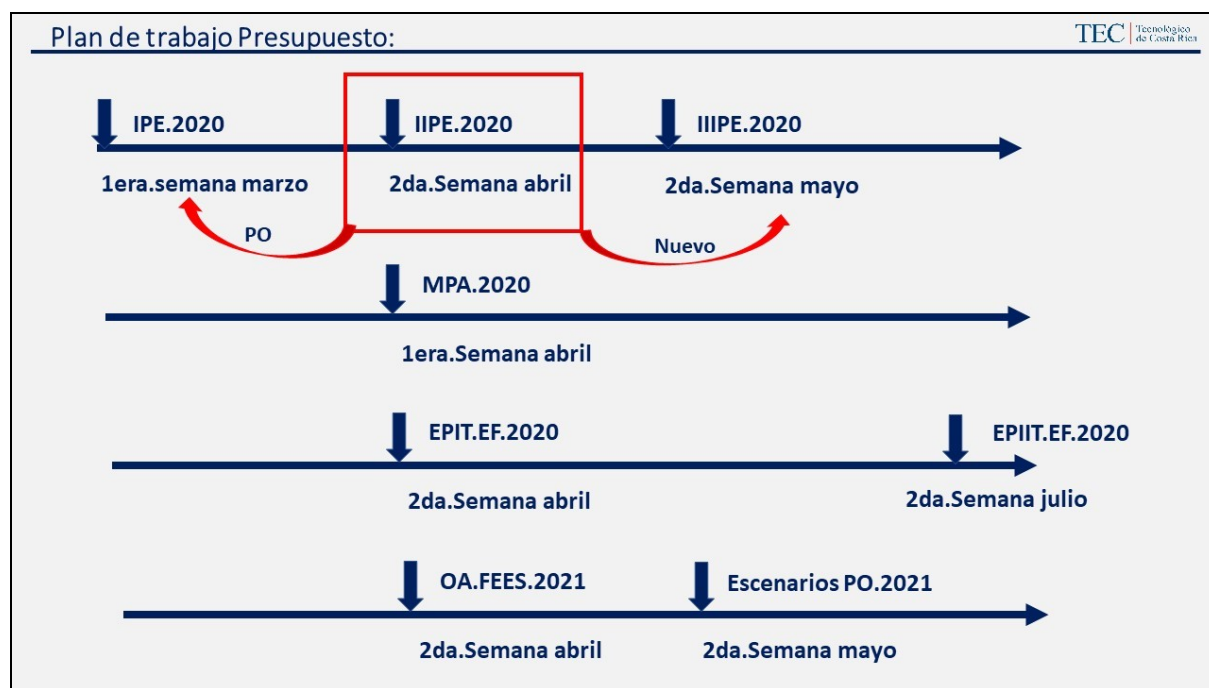 Plan de trabajo Presupuesto:
TEC
Tecnológico
de Costa Rica
IPE.2020
IIPE.2020
IIIPE.2020
1era.semana marzo
2da.Semana abril
2da.Semana mayo
PO
Nuevo
MPA.2020
1era.Semana abril
EPIT.EF.2020
EPIIT.EF.2020
2da.Semana abril
2da.Semana julio
OA.FEES.2021
Escenarios PO.2021
2da.Semana abril
2da.Semana mayo